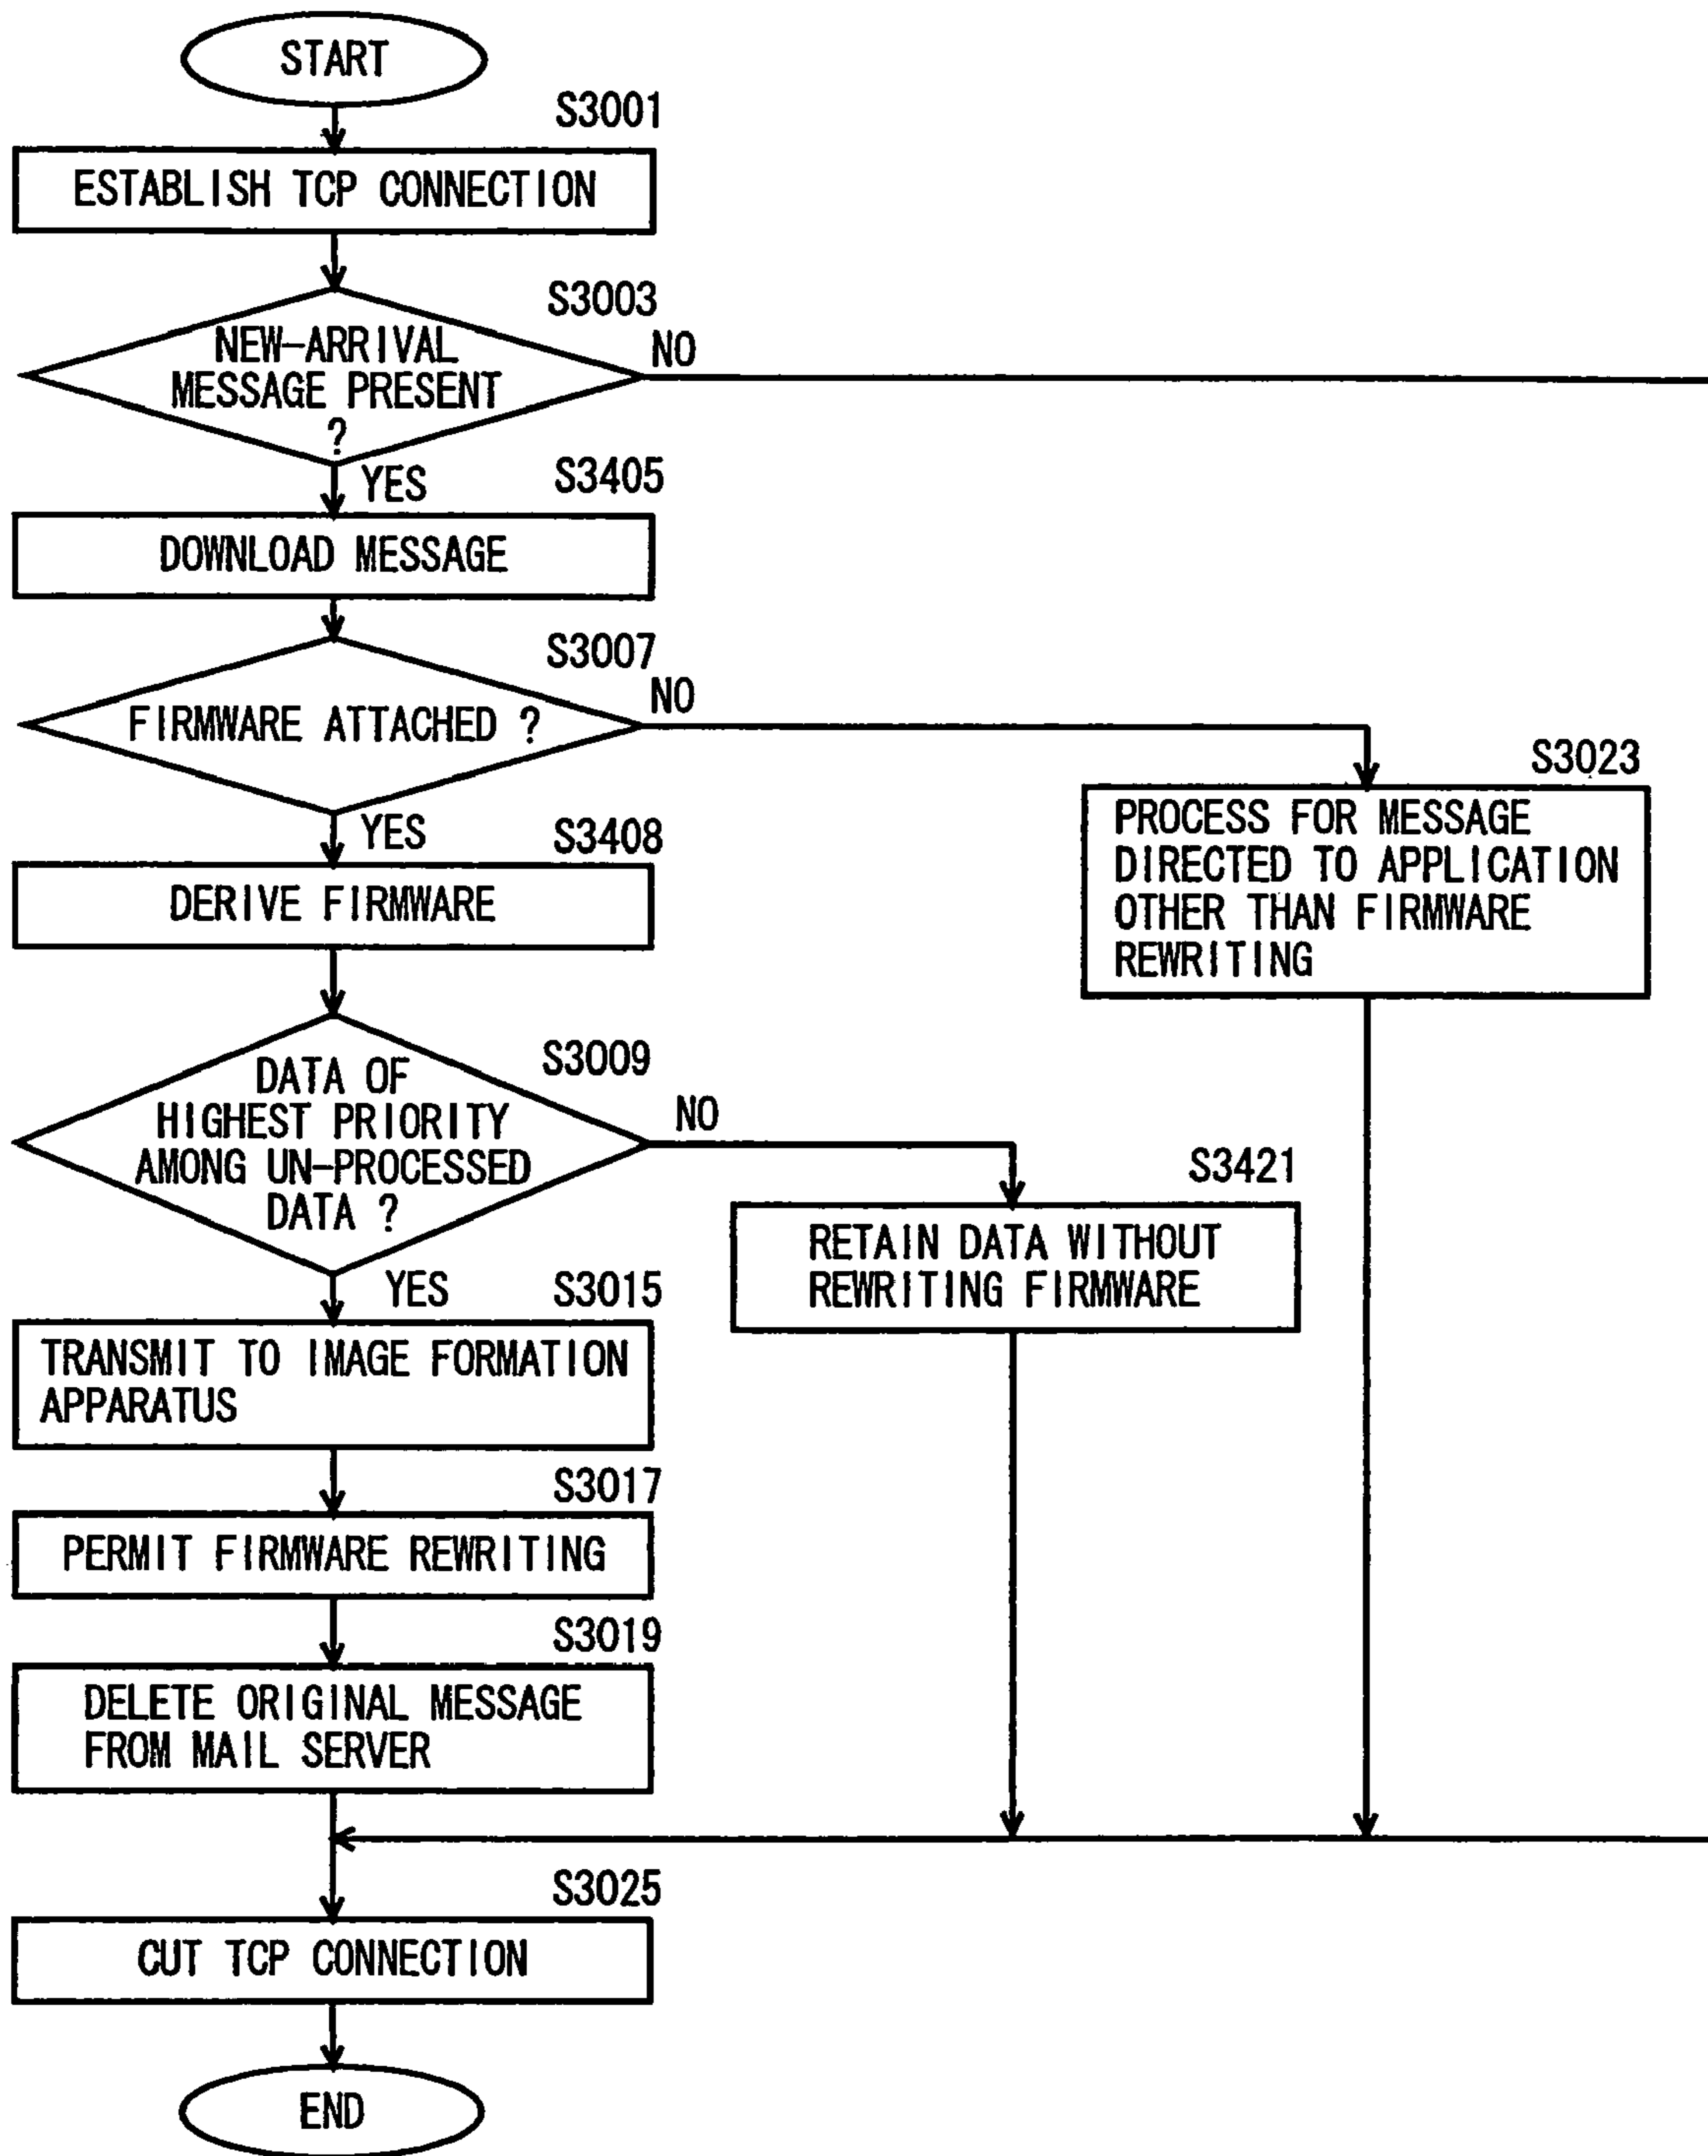 START
S3001
ESTABLISH TCP CONNECTION
S3003
NEW-ARRIVAL
MESSAGE PRESENT
?
NO
YES
S3405
DOWNLOAD MESSAGE
S3007
FIRMWARE ATTACHED ?
NO
S3023
PROCESS FOR MESSAGE
DIRECTED TO APPLICATION
OTHER THAN FIRMWARE
REWRITING
YES
S3408
DERIVE FIRMWARE
S3009
DATA OF
HIGHEST PRIORITY
AMONG UN-PROCESSED
DATA ?
NO
S3421
RETAIN DATA WITHOUT
REWRITING FIRMWARE
YES
S3015
TRANSMIT TO IMAGE FORMATION
APPARATUS
S3017
PERMIT FIRMWARE REWRITING
S3019
DELETE ORIGINAL MESSAGE
FROM MAIL SERVER
S3025
CUT TCP CONNECTION
END